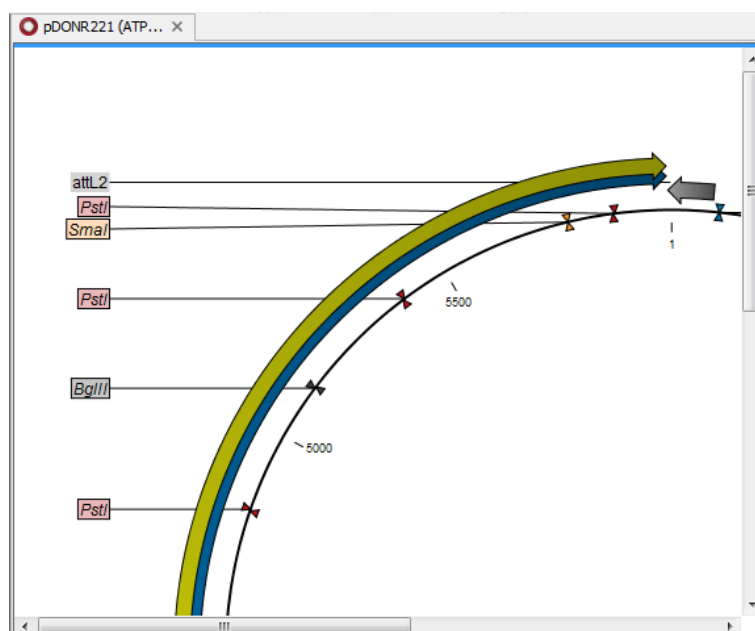 pDONR221 (ATP...
attL2
PstI
SmaI
PstI
BglII
PstI
1
5500
5000